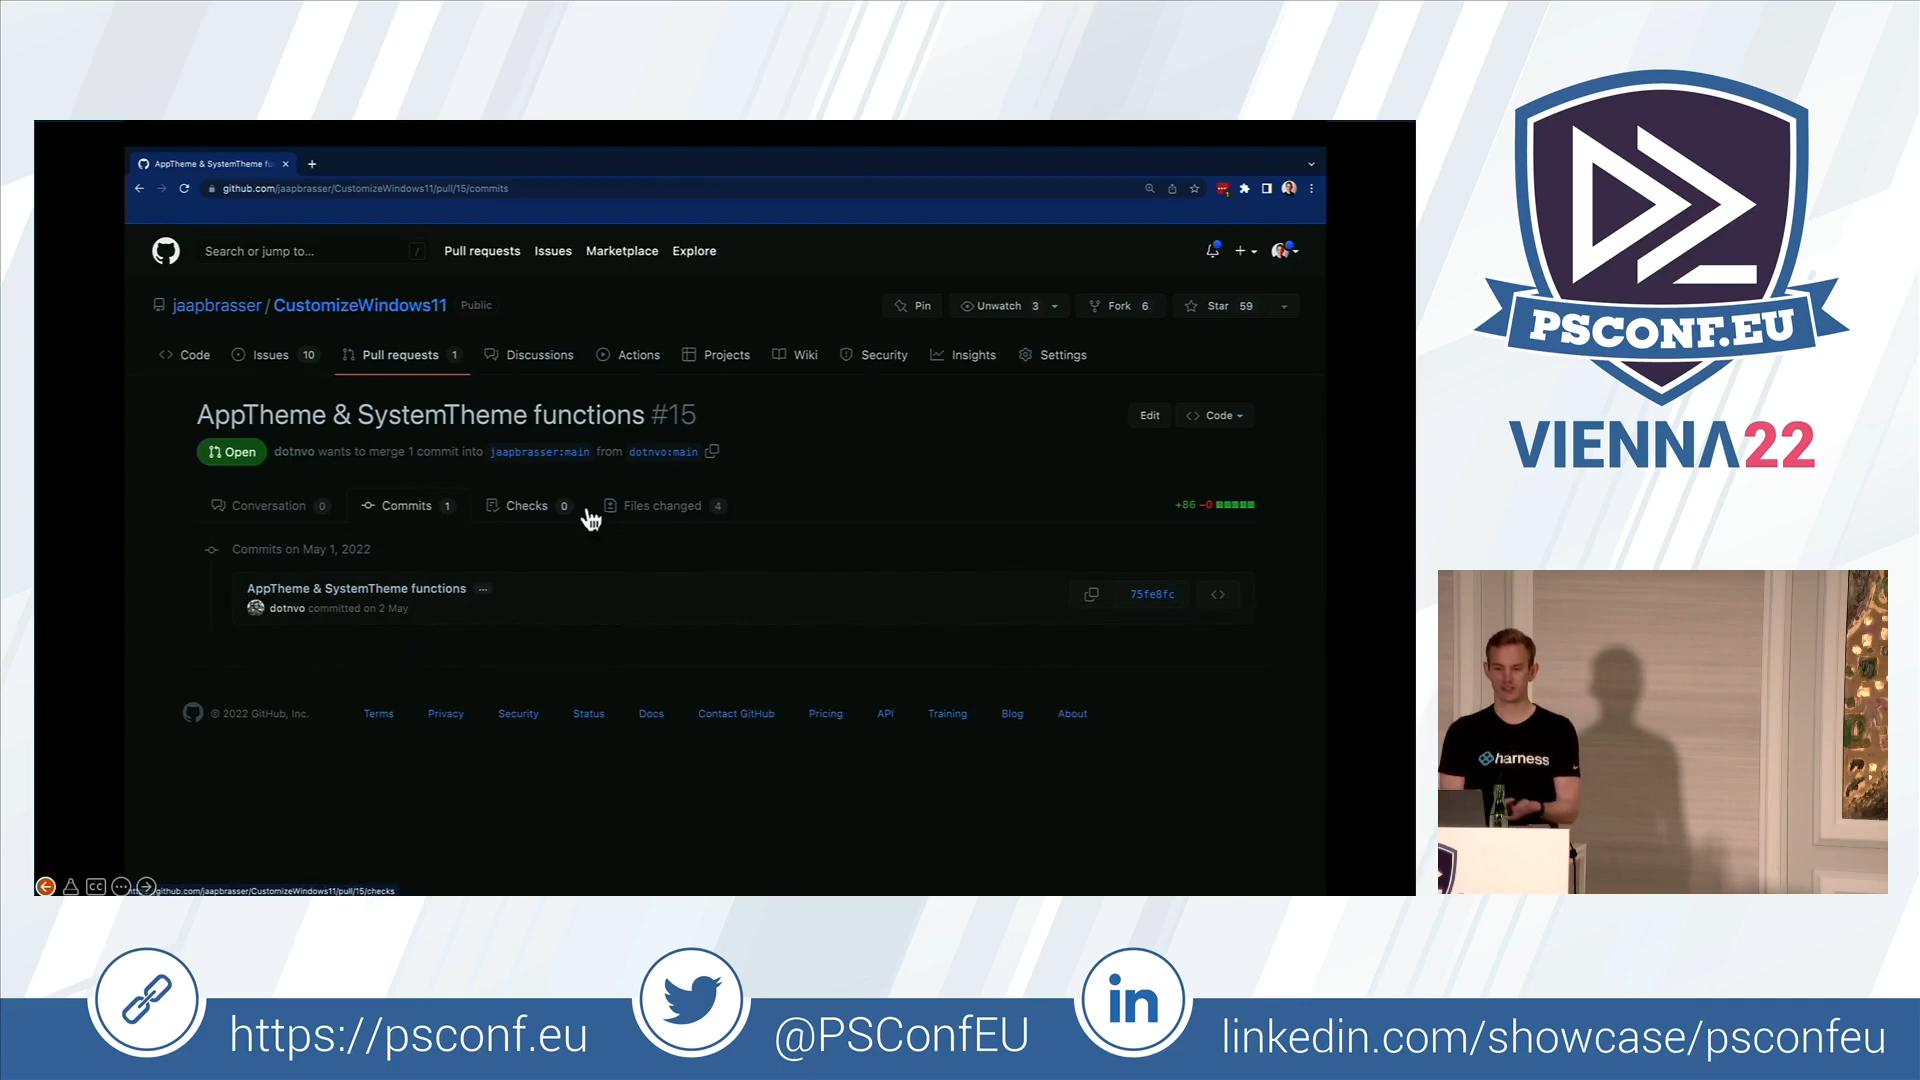 AppTheme & SystemTheme fu
github.com/jaapbrasser/CustomizeWindows11/pull/15/commits
Search or jump to... /
Pull requests Issues Marketplace Explore
jaapbrasser / CustomizeWindows11 Public
Pin Unwatch 3 Fork 6 Star 59
Code Issues 10 Pull requests 1 Discussions Actions Projects Wiki Security Insights Settings
AppTheme & SystemTheme functions #15
Edit <> Code
Open dotnvo wants to merge 1 commit into jaapbrasser:main from dotnvo:main
Conversation 0 Commits 1 Checks 0 Files changed 4
+86 −0
Commits on May 1, 2022
AppTheme & SystemTheme functions ...
dotnvo committed on 2 May
75fe8fc
© 2022 GitHub, Inc. Terms Privacy Security Status Docs Contact GitHub Pricing API Training Blog About
CC
github.com/jaapbrasser/CustomizeWindows11/pull/15/checks
PSCONF.EU
VIENNA22
harness
https://psconf.eu
@PSConfEU
in
linkedin.com/showcase/psconfeu